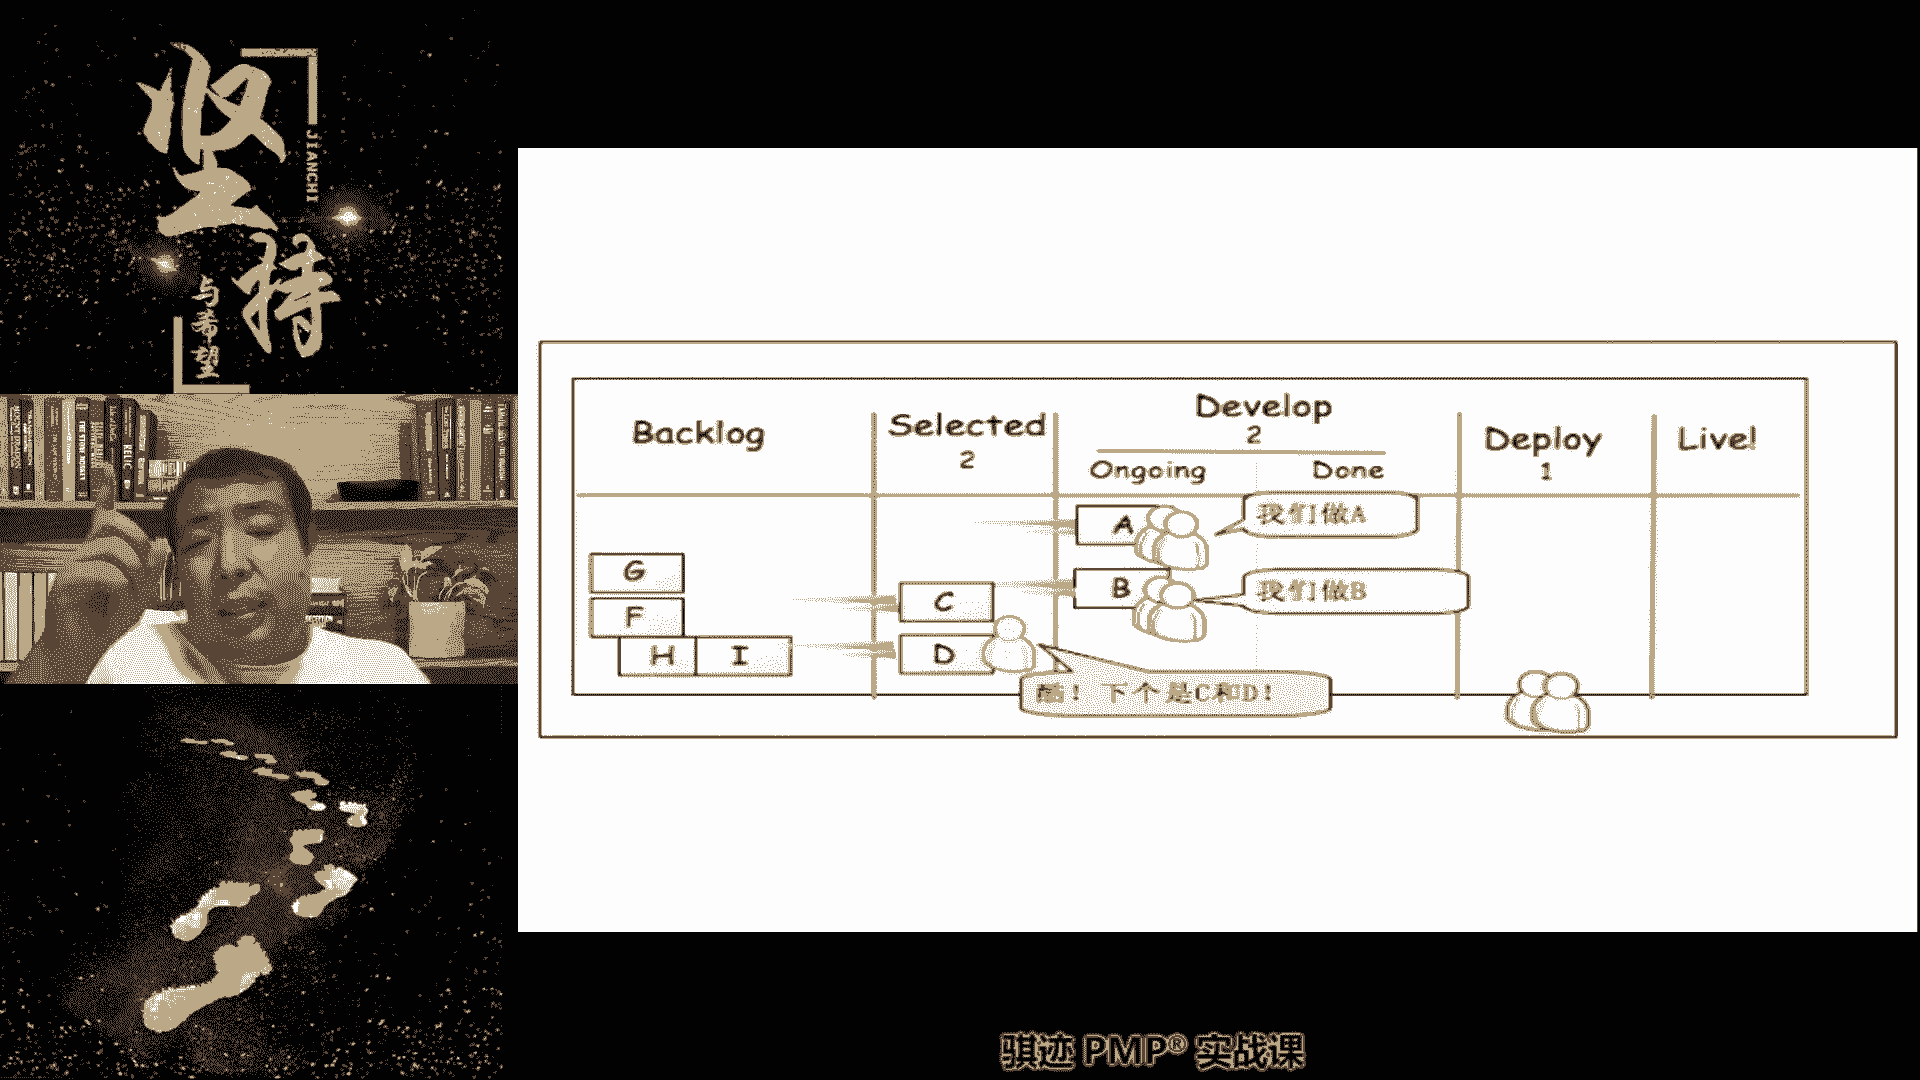 坚持
JIANCHI
与希望
Backlog
Selected
2
Develop
2
Ongoing
Done
Deploy
1
Live!
A
我们做A
B
我们做B
G
F
H
I
C
D
酷！下个是C和D！
骐迹 PMP® 实战课